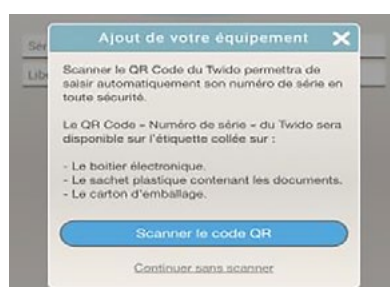 Ajout de votre équipement
Scanner le QR Code du Twido permettra de
saisir automatiquement son numéro de série en
toute sécurité.
Le QR Code - Numéro de série - du Twido sera
disponible sur l'étiquette collée sur :
- Le boitier électronique.
- Le sachet plastique contenant les documents.
- Le carton d'emballage.
Scanner le code QR
Continuer sans scanner